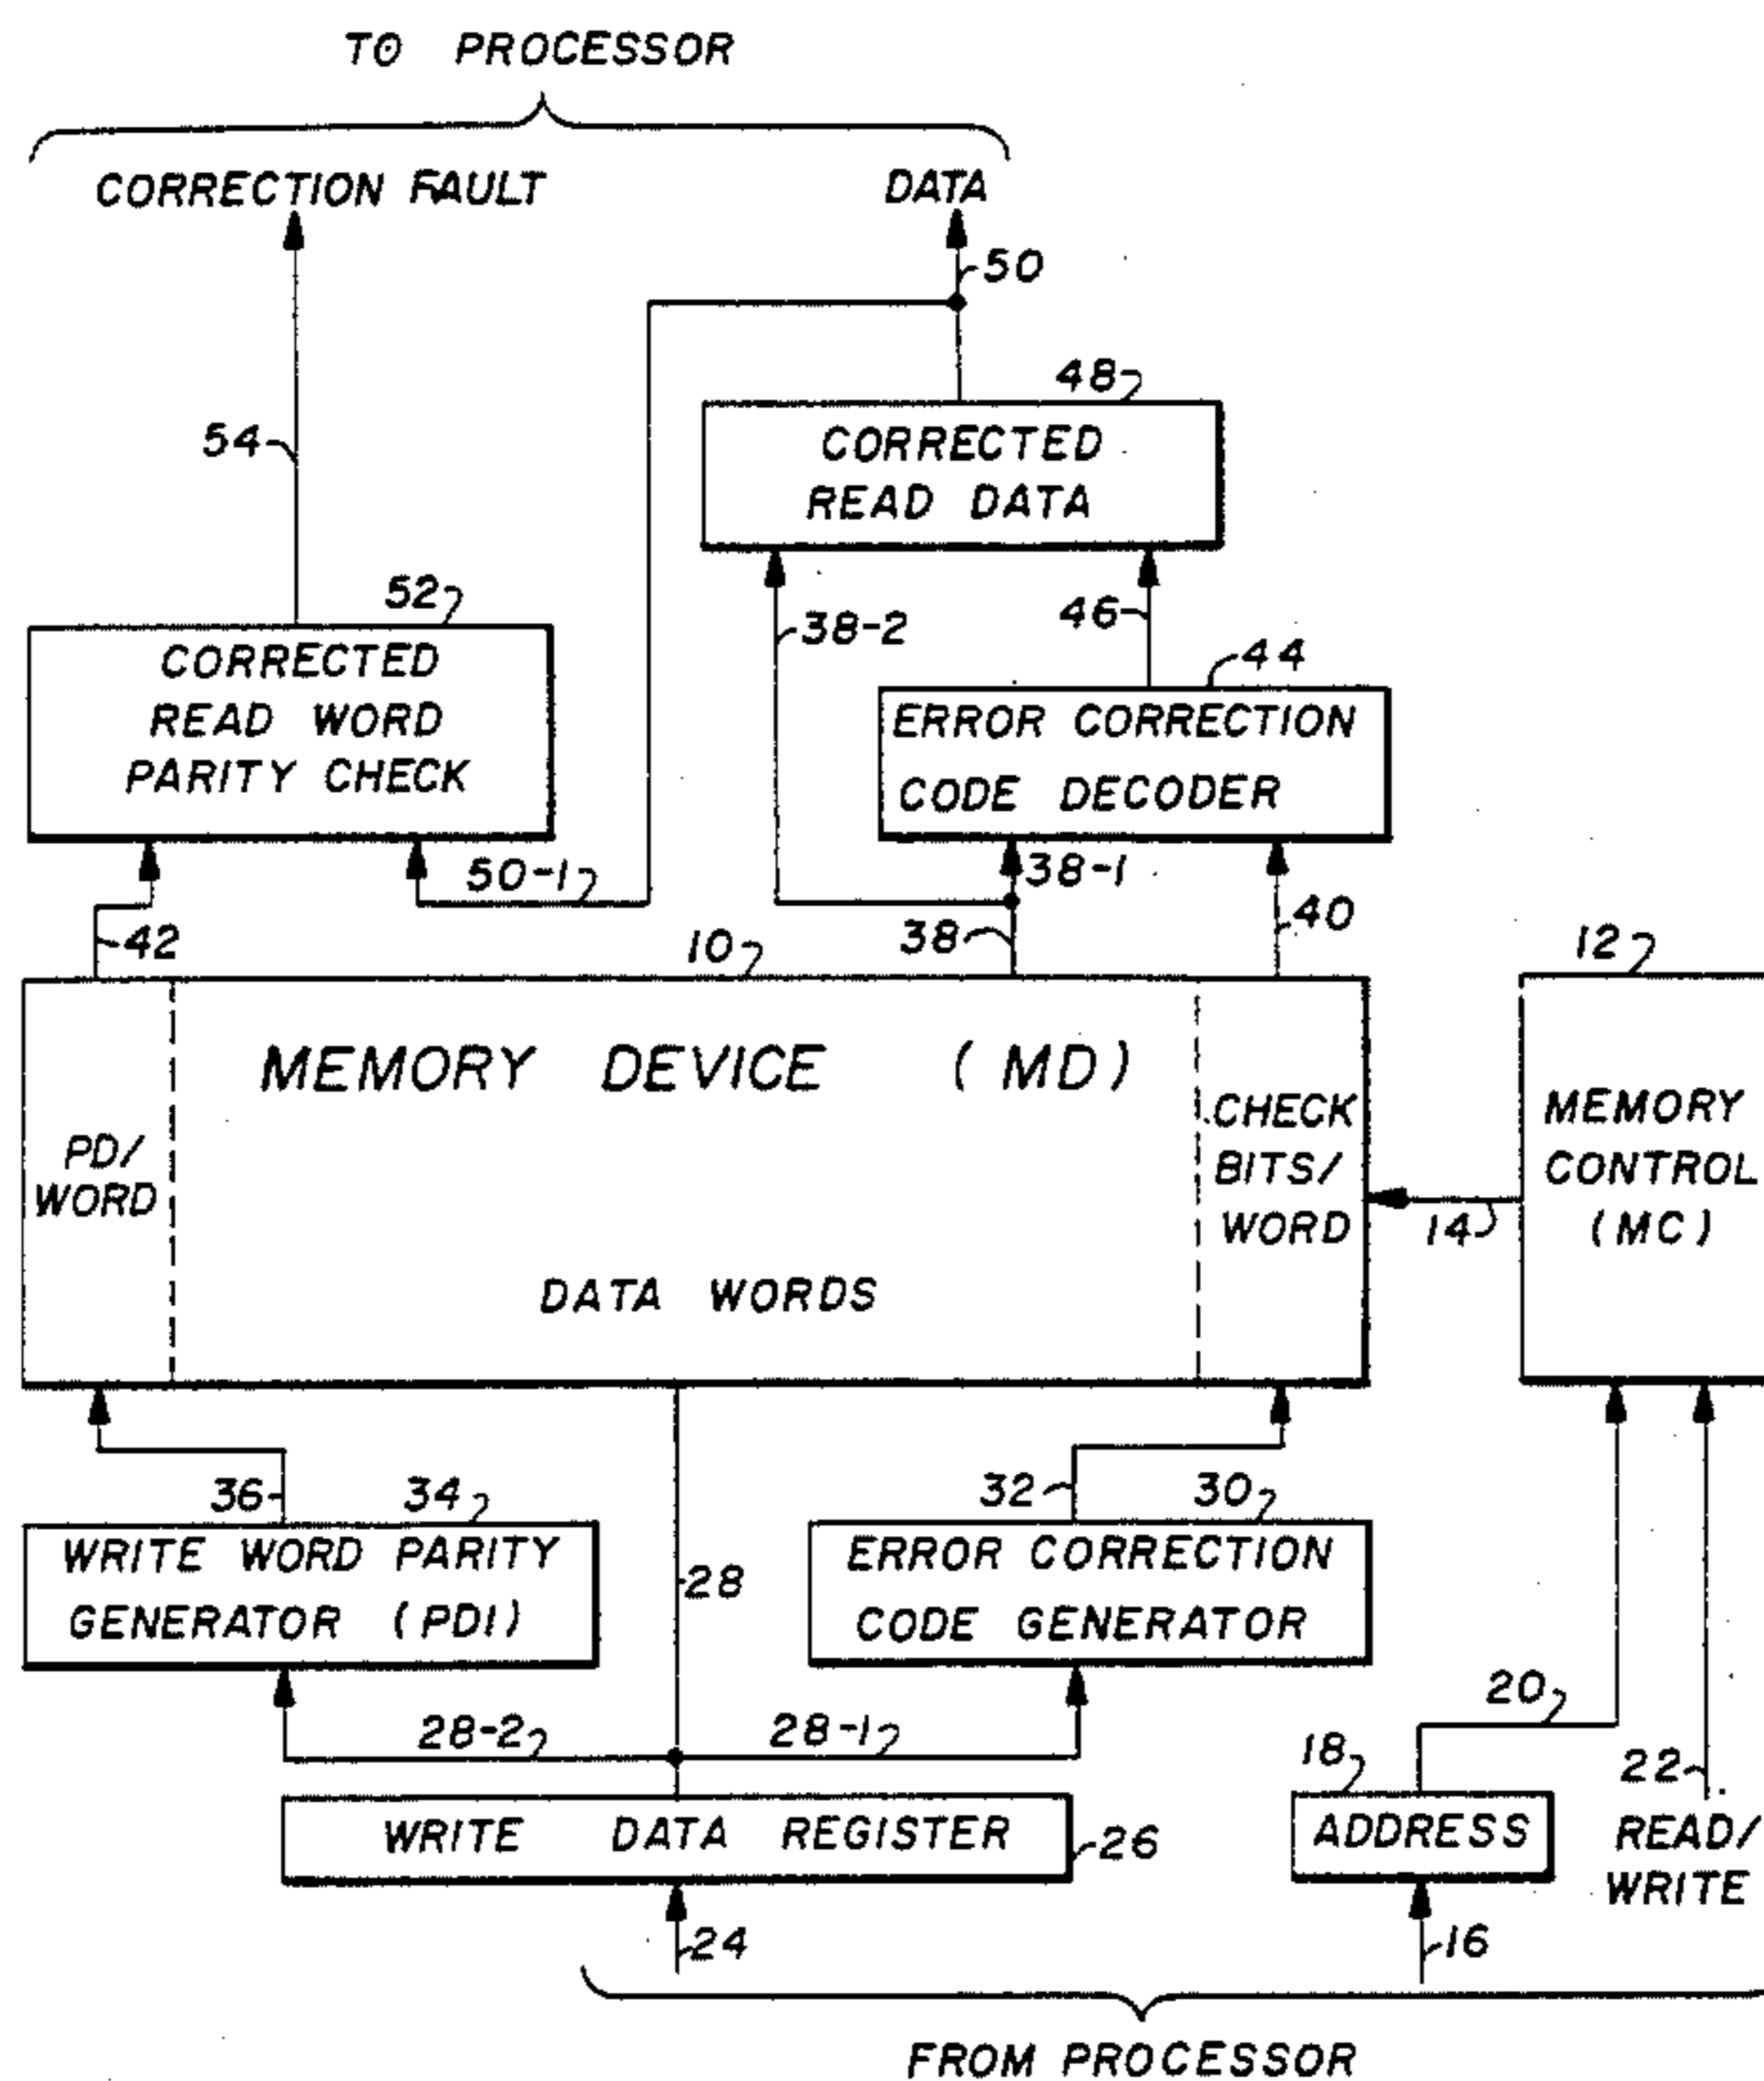 TO PROCESSOR
CORRECTION FAULT
DATA
50
48
CORRECTED
READ DATA
54
52
38-2
46
44
CORRECTED
READ WORD
PARITY CHECK
ERROR CORRECTION
CODE DECODER
50-1
38-1
42
10
38
40
12
MEMORY DEVICE (MD)
PD/
WORD
CHECK
BITS/
WORD
DATA WORDS
14
MEMORY
CONTROL
(MC)
36
34
32
30
WRITE WORD PARITY
GENERATOR (PDI)
28
ERROR CORRECTION
CODE GENERATOR
28-2
28-1
20
18
22
WRITE DATA REGISTER
26
ADDRESS
READ/
WRITE
24
16
FROM PROCESSOR